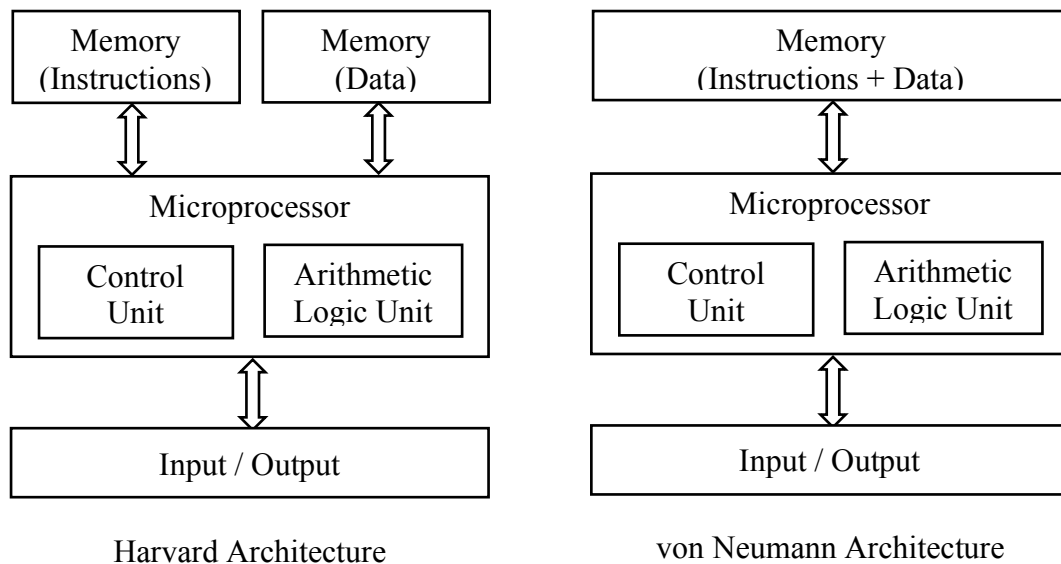 Memory
(Instructions)
Memory
(Data)
Microprocessor
Control
Unit
Arithmetic
Logic Unit
Input / Output
Harvard Architecture
Memory
(Instructions + Data)
Microprocessor
Control
Unit
Arithmetic
Logic Unit
Input / Output
von Neumann Architecture